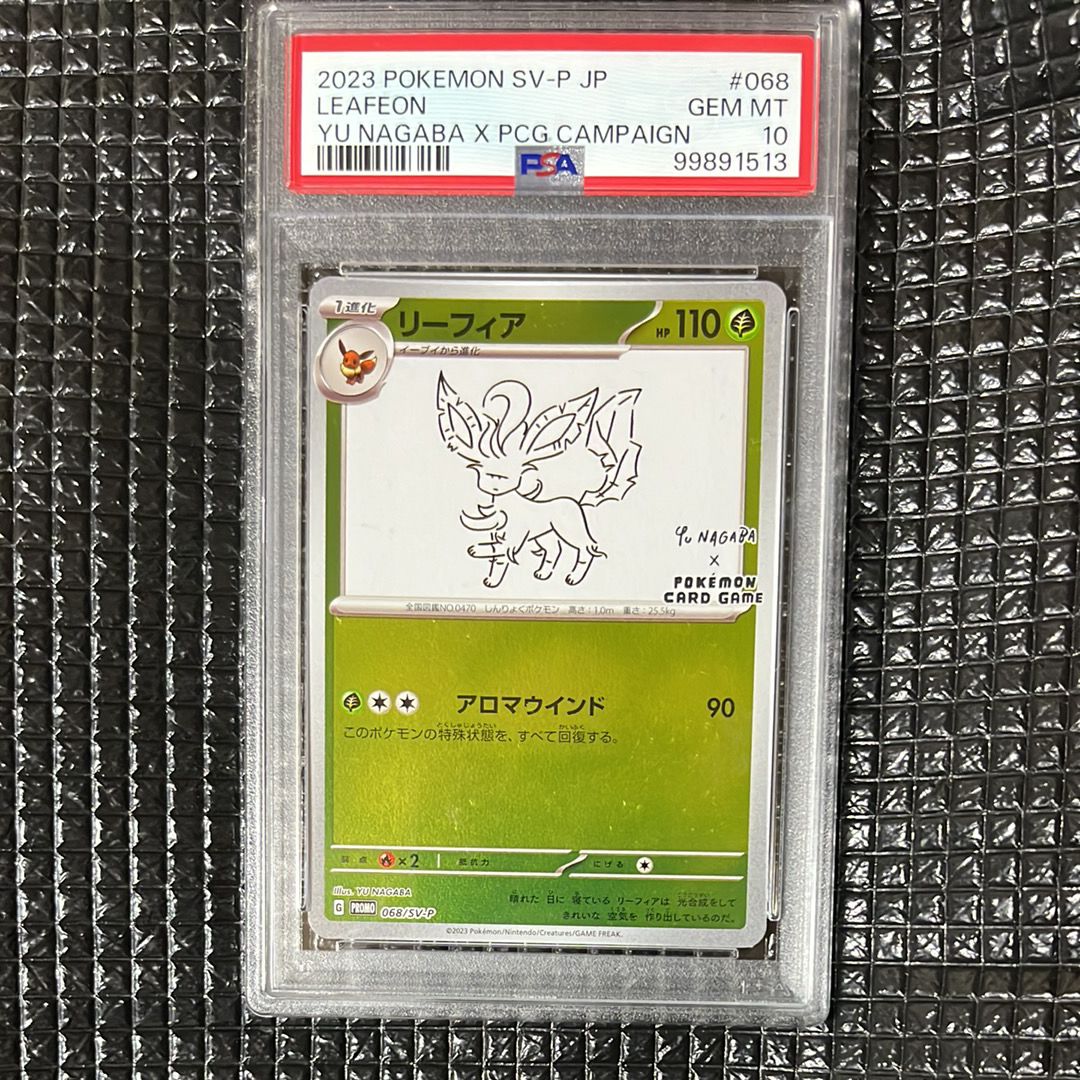 2023 POKEMON SV-P JP #068
LEAFEON GEM MT
YU NAGABA X PCG CAMPAIGN 10
PSA 99891513
1進化 リーフィア HP 110
イーブイから進化
YU NAGABA
×
POKÉMON
CARD GAME
全国図鑑NO.0470 しんりょくポケモン 高さ:1.0m 重さ:25.5kg
アロマウインド 90
このポケモンの特殊状態を、すべて回復する。
弱点 ×2 抵抗力 にげる
Illus. YU NAGABA
G PROMO 068/SV-P
晴れた 日に 寝ている リーフィアは 光合成をして
きれいな 空気を 作り出しているのだ。
©2023 Pokémon/Nintendo/Creatures/GAME FREAK.